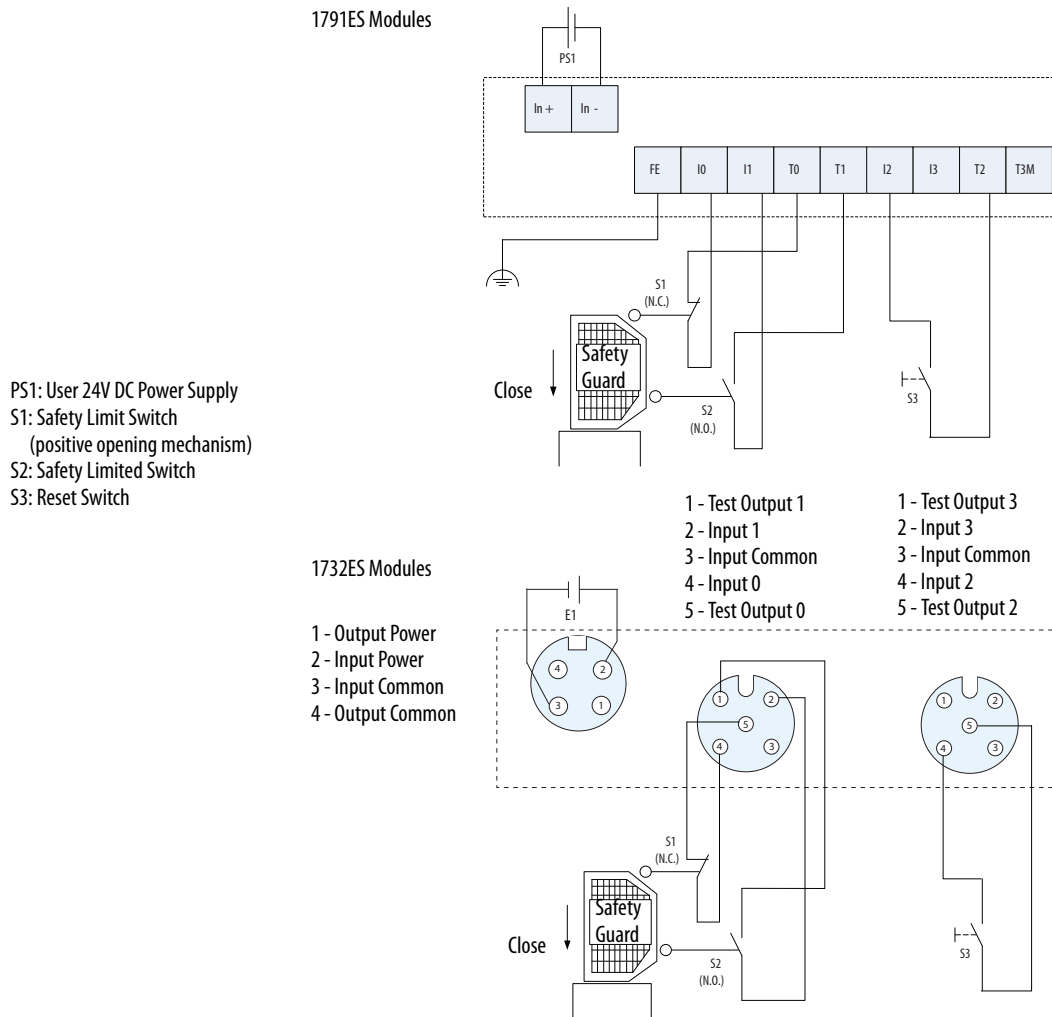 1791ES Modules
PS1
In +
In -
FE
I0
I1
T0
T1
I2
I3
T2
T3M
S1
(N.C.)
Safety
Guard
Close
S2
(N.O.)
S3
PS1: User 24V DC Power Supply
S1: Safety Limit Switch
(positive opening mechanism)
S2: Safety Limited Switch
S3: Reset Switch
1 - Test Output 1
2 - Input 1
3 - Input Common
4 - Input 0
5 - Test Output 0
1 - Test Output 3
2 - Input 3
3 - Input Common
4 - Input 2
5 - Test Output 2
1732ES Modules
1 - Output Power
2 - Input Power
3 - Input Common
4 - Output Common
E1
4
2
3
1
1
2
5
4
3
1
2
5
4
3
S1
(N.C.)
Safety
Guard
Close
S2
(N.O.)
S3